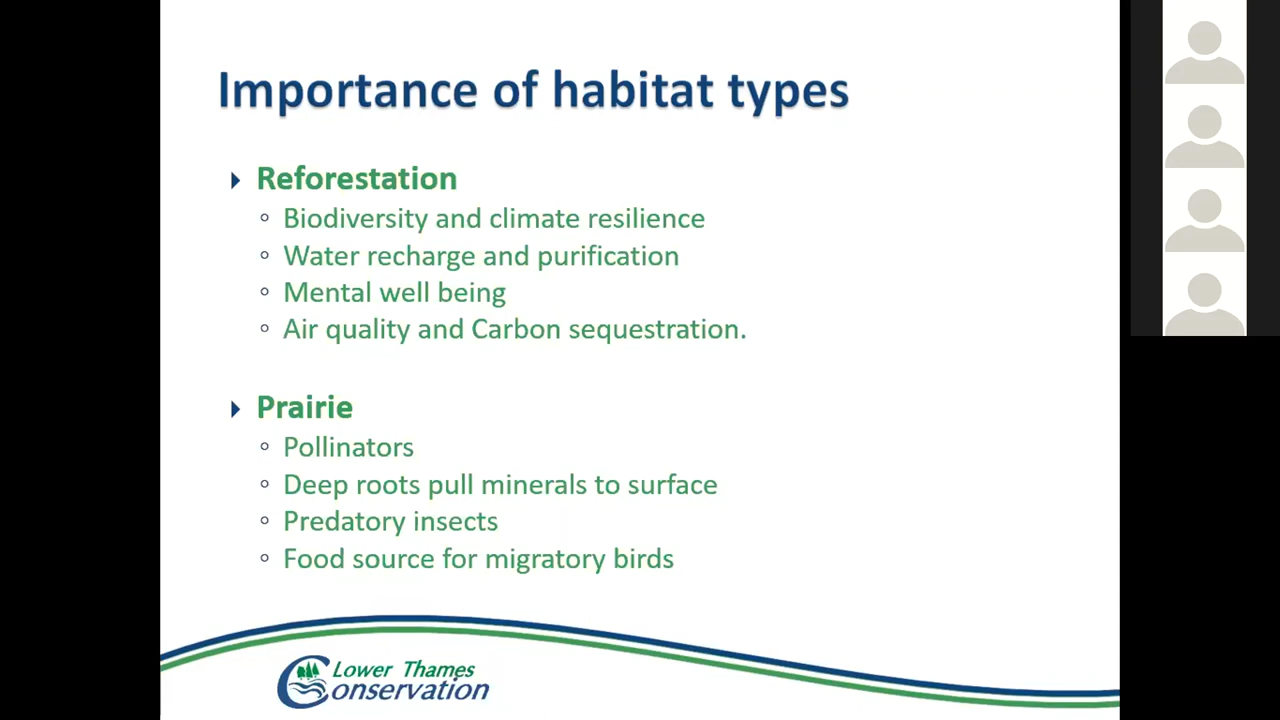 Importance of habitat types
Reforestation
Biodiversity and climate resilience
Water recharge and purification
Mental well being
Air quality and Carbon sequestration.
Prairie
Pollinators
Deep roots pull minerals to surface
Predatory insects
Food source for migratory birds
Lower Thames
Conservation